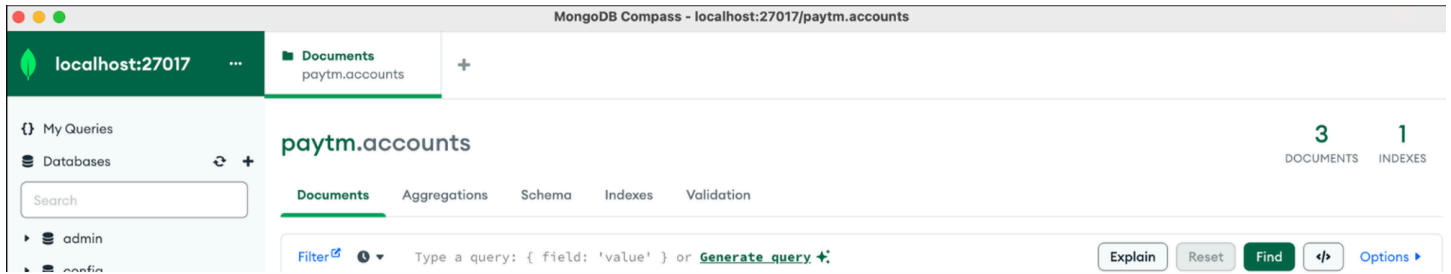 MongoDB Compass - localhost:27017/paytm.accounts
localhost:27017 ...
Documents
paytm.accounts
+
{} My Queries
Databases
+
Search
admin
config
paytm.accounts
3
DOCUMENTS
1
INDEXES
Documents Aggregations Schema Indexes Validation
Filter Type a query: { field: 'value' } or Generate query Explain Reset Find </> Options